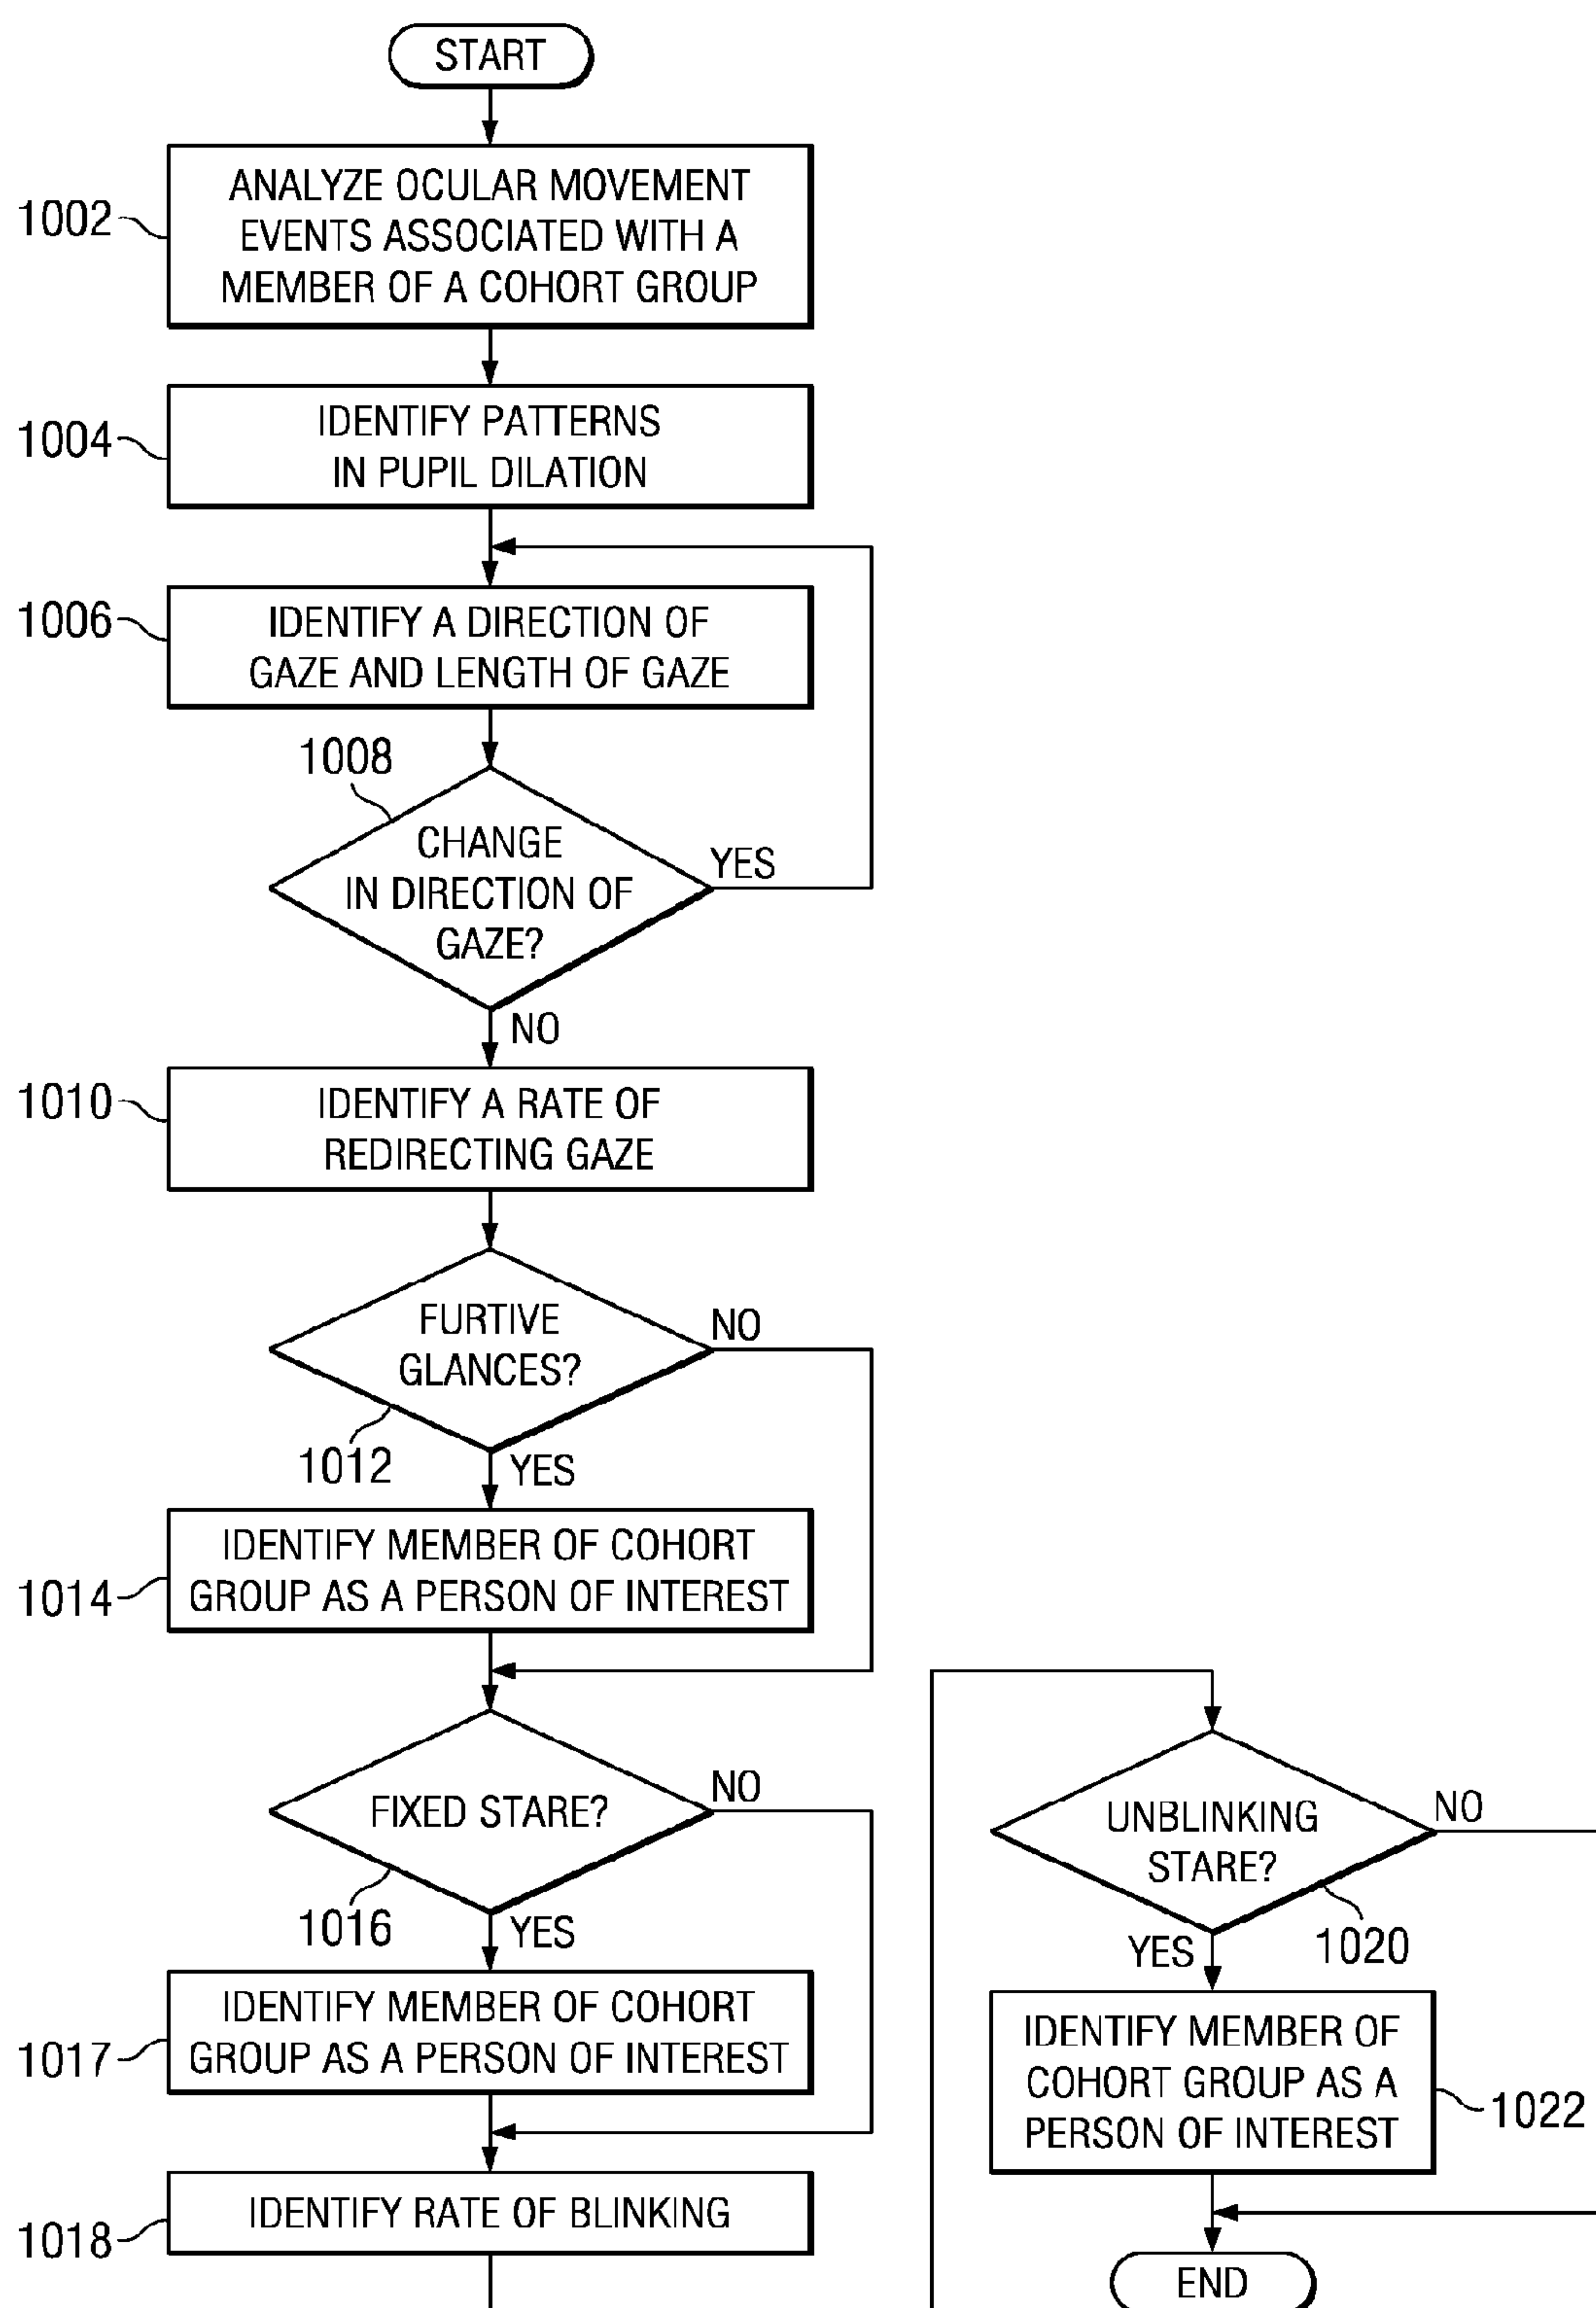 START
1002
ANALYZE OCULAR MOVEMENT
EVENTS ASSOCIATED WITH A
MEMBER OF A COHORT GROUP
1004
IDENTIFY PATTERNS
IN PUPIL DILATION
1006
IDENTIFY A DIRECTION OF
GAZE AND LENGTH OF GAZE
1008
CHANGE
IN DIRECTION OF
GAZE?
YES
NO
1010
IDENTIFY A RATE OF
REDIRECTING GAZE
FURTIVE
GLANCES?
NO
1012
YES
1014
IDENTIFY MEMBER OF COHORT
GROUP AS A PERSON OF INTEREST
FIXED STARE?
NO
1016
YES
1017
IDENTIFY MEMBER OF COHORT
GROUP AS A PERSON OF INTEREST
1018
IDENTIFY RATE OF BLINKING
UNBLINKING
STARE?
NO
1020
YES
IDENTIFY MEMBER OF
COHORT GROUP AS A
PERSON OF INTEREST
1022
END